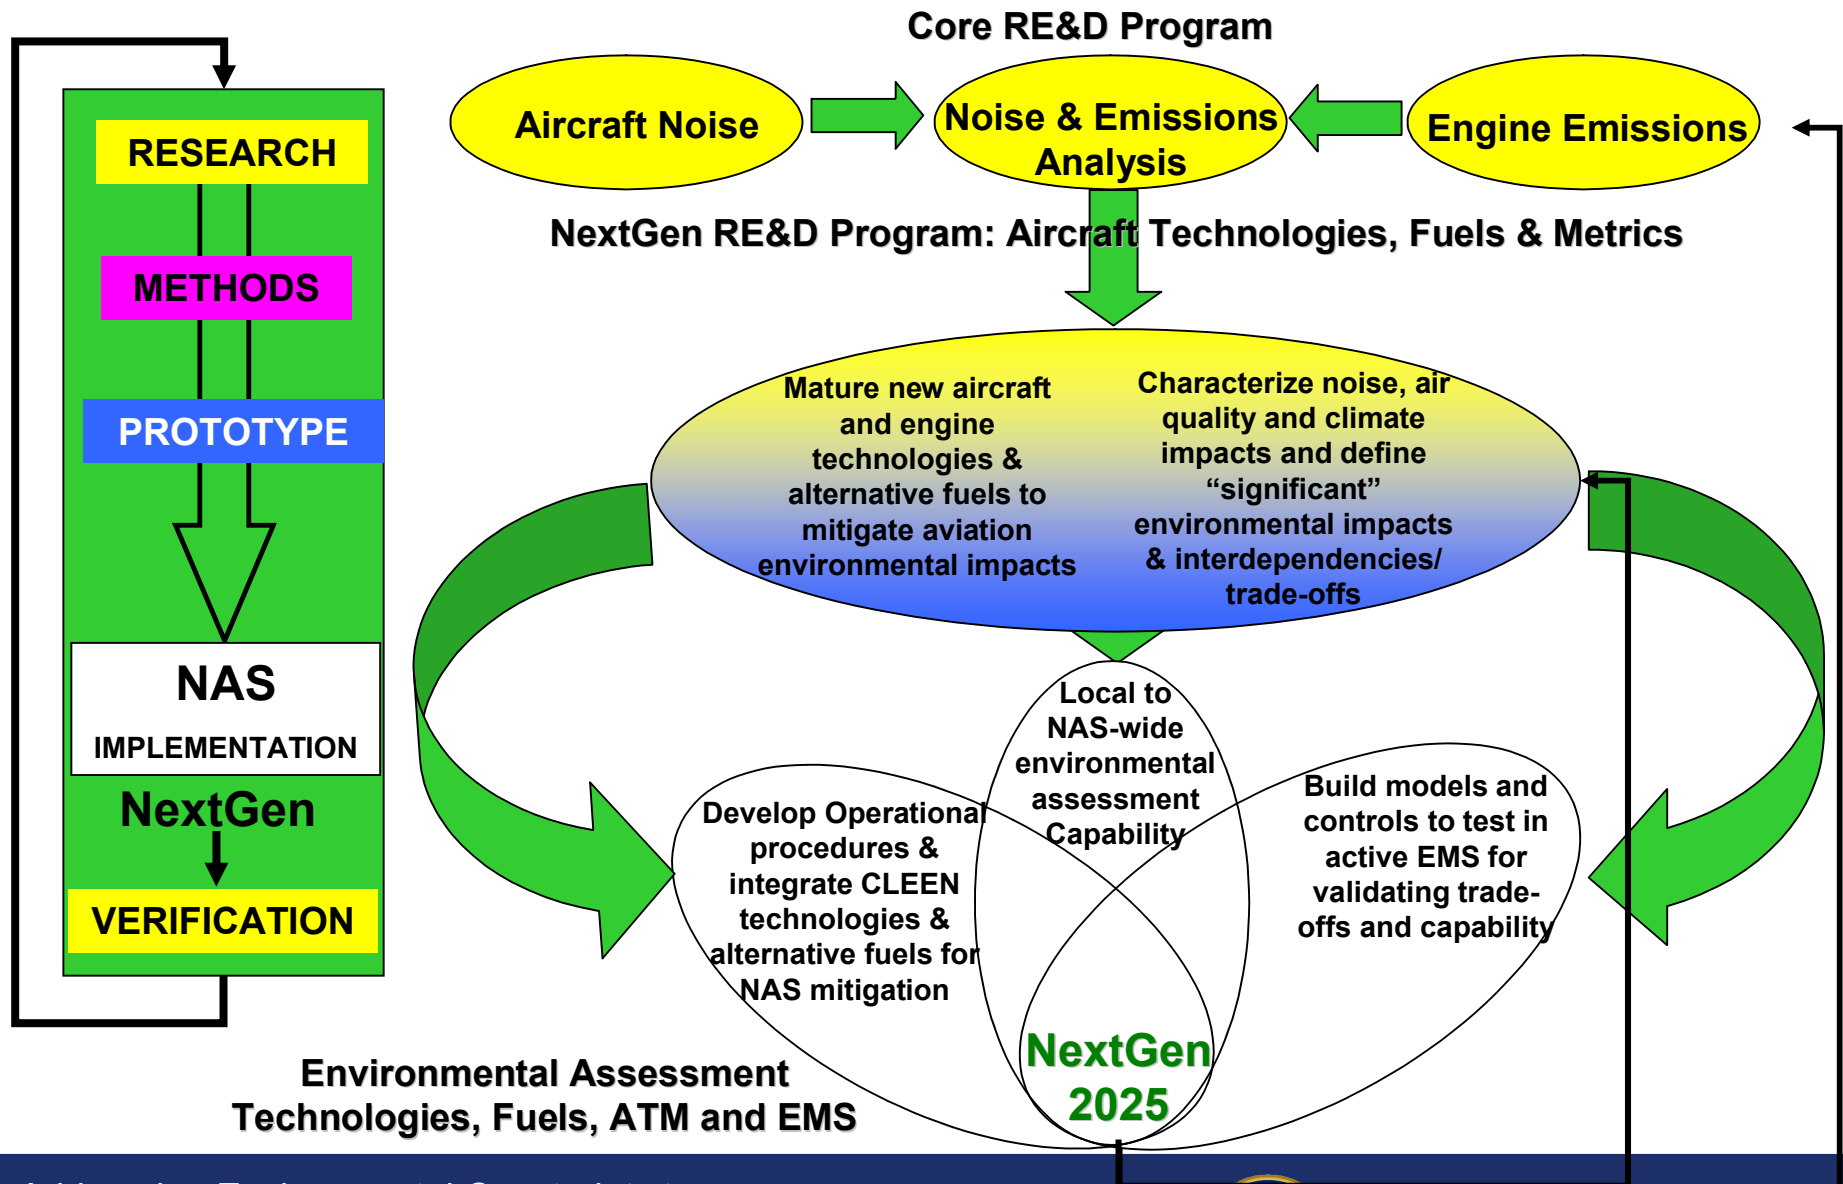 Core RE&D Program
Aircraft Noise
Noise & Emissions
Analysis
Engine Emissions
NextGen RE&D Program: Aircraft Technologies, Fuels & Metrics
RESEARCH
METHODS
PROTOTYPE
NAS
IMPLEMENTATION
NextGen
VERIFICATION
Mature new aircraft
and engine
technologies &
alternative fuels to
mitigate aviation
environmental impacts
Characterize noise, air
quality and climate
impacts and define
“significant”
environmental impacts
& interdependencies/
trade-offs
Local to
NAS-wide
environmental
assessment
Capability
Develop Operational
procedures &
integrate CLEEN
technologies &
alternative fuels for
NAS mitigation
Build models and
controls to test in
active EMS for
validating trade-
offs and capability
NextGen
2025
Environmental Assessment
Technologies, Fuels, ATM and EMS